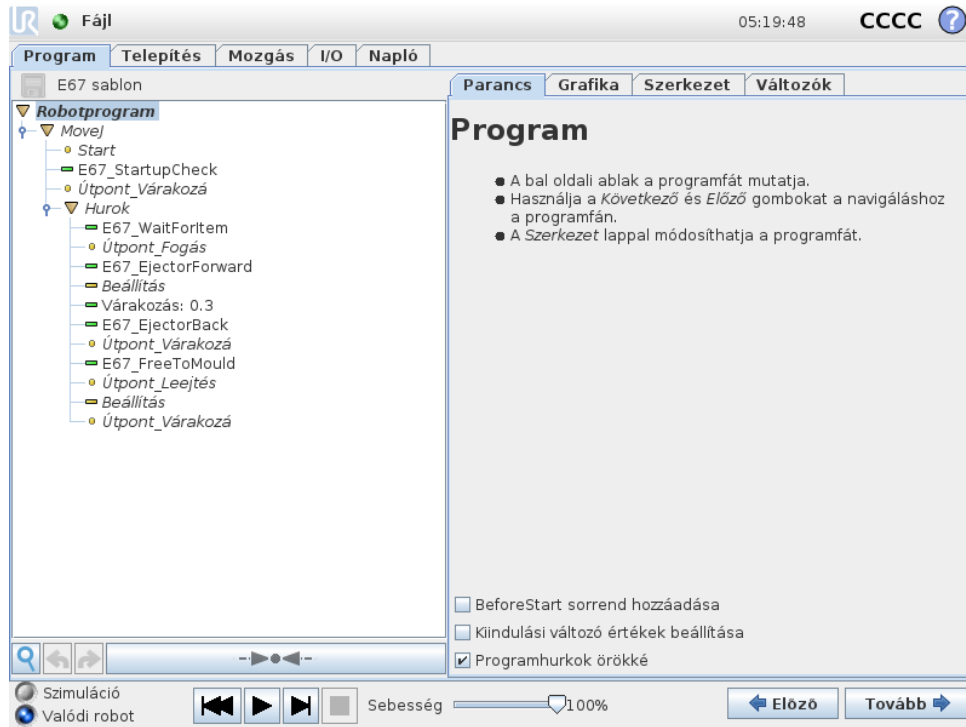 UR Fájl 05:19:48 CCCC ?
Program Telepítés Mozgás I/O Napló
E67 sablon
Robotprogram
MoveJ
Start
E67_StartupCheck
Útpont_Várakozá
Hurok
E67_WaitForItem
Útpont_Fogás
E67_EjectorForward
Beállítás
Várakozás: 0.3
E67_EjectorBack
Útpont_Várakozá
E67_FreeToMould
Útpont_Leejtés
Beállítás
Útpont_Várakozá
Parancs Grafika Szerkezet Változók
Program
A bal oldali ablak a programfát mutatja.
Használja a Következő és Előző gombokat a navigáláshoz
a programfán.
A Szerkezet lappal módosíthatja a programfát.
BeforeStart sorrend hozzáadása
Kiindulási változó értékek beállítása
Programhurkok örökké
Szimuláció
Valódi robot
Sebesség 100%
Előző Tovább